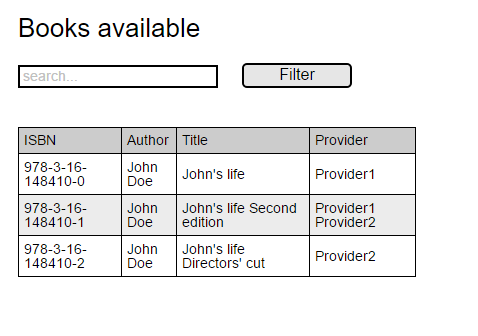 Books available
search...
Filter
ISBN Author Title Provider
978-3-16-148410-0 John Doe John's life Provider1
978-3-16-148410-1 John Doe John's life Second edition Provider1 Provider2
978-3-16-148410-2 John Doe John's life Directors' cut Provider2